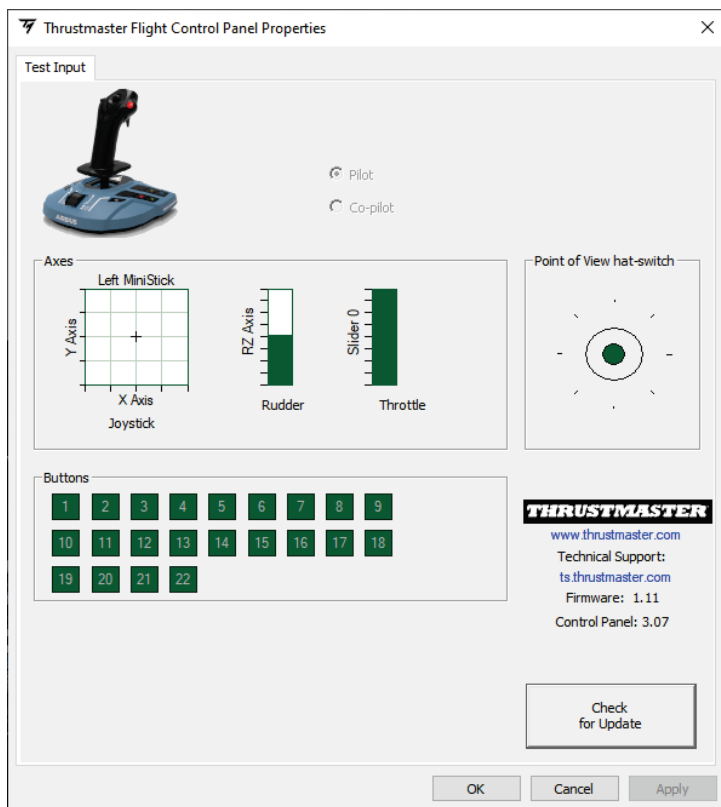 Thrustmaster Flight Control Panel Properties
Test Input
AIRBUS
Pilot
Co-pilot
Axes
Left MiniStick
Y Axis
X Axis
Joystick
RZ Axis
Rudder
Slider 0
Throttle
Point of View hat-switch
Buttons
1 2 3 4 5 6 7 8 9
10 11 12 13 14 15 16 17 18
19 20 21 22
THRUSTMASTER
www.thrustmaster.com
Technical Support:
ts.thrustmaster.com
Firmware: 1.11
Control Panel: 3.07
Check
for Update
OK Cancel Apply